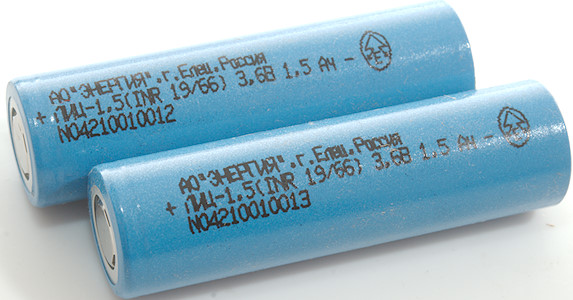 АО"ЭНЕРГИЯ".г.Елец.Россия
+ ЛИЦ-1.5(INR 19/66) 3,6В 1,5 Ач -
N04210010012
АО"ЭНЕРГИЯ".г.Елец.Россия
+ ЛИЦ-1.5(INR 19/66) 3,6В 1,5 Ач -
N04210010013